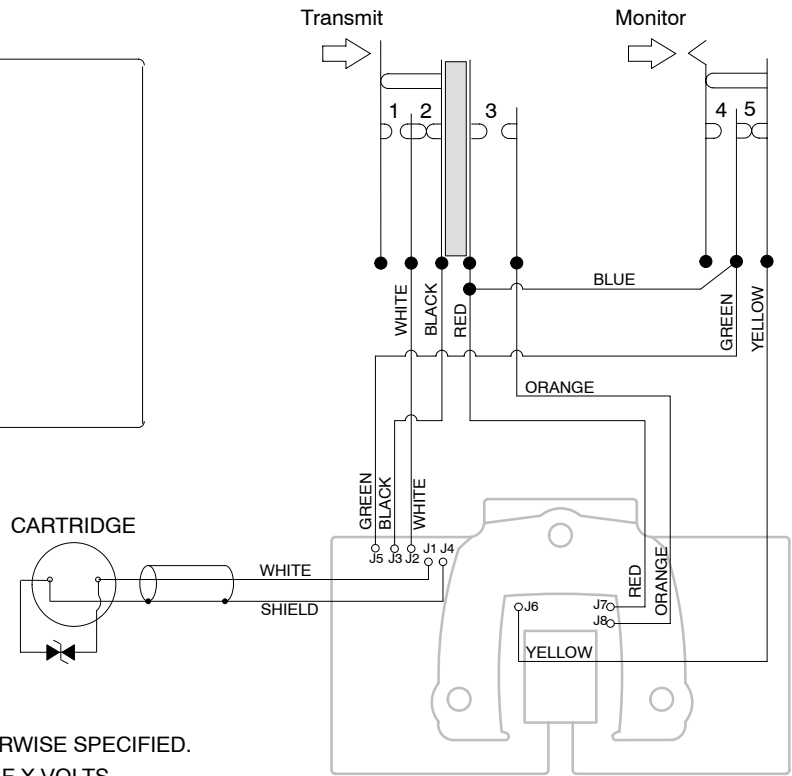 Transmit
Monitor
1 2 3
4 5
BLUE
WHITE
BLACK
RED
GREEN
YELLOW
ORANGE
GREEN
BLACK
WHITE
CARTRIDGE
J5 J3 J2 J1 J4
WHITE
SHIELD
RED
ORANGE
J6
J7
J8
YELLOW
RWISE SPECIFIED.